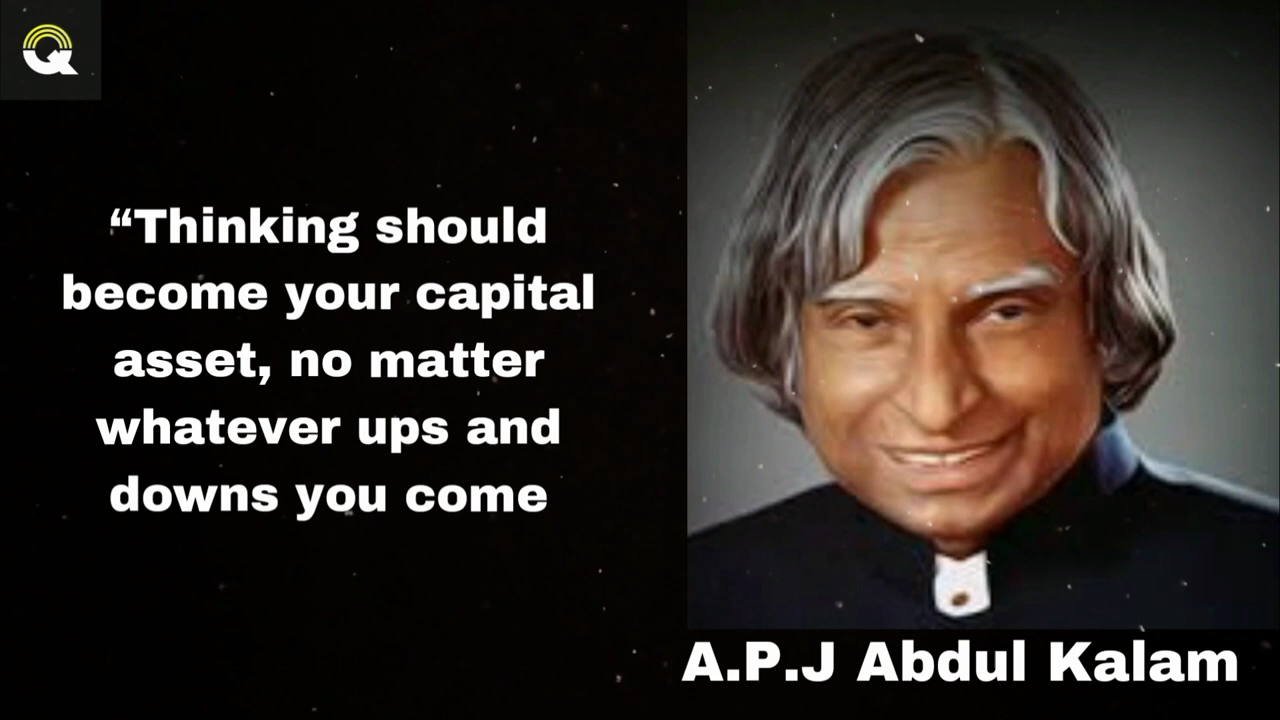 “Thinking should
become your capital
asset, no matter
whatever ups and
downs you come
A.P.J Abdul Kalam